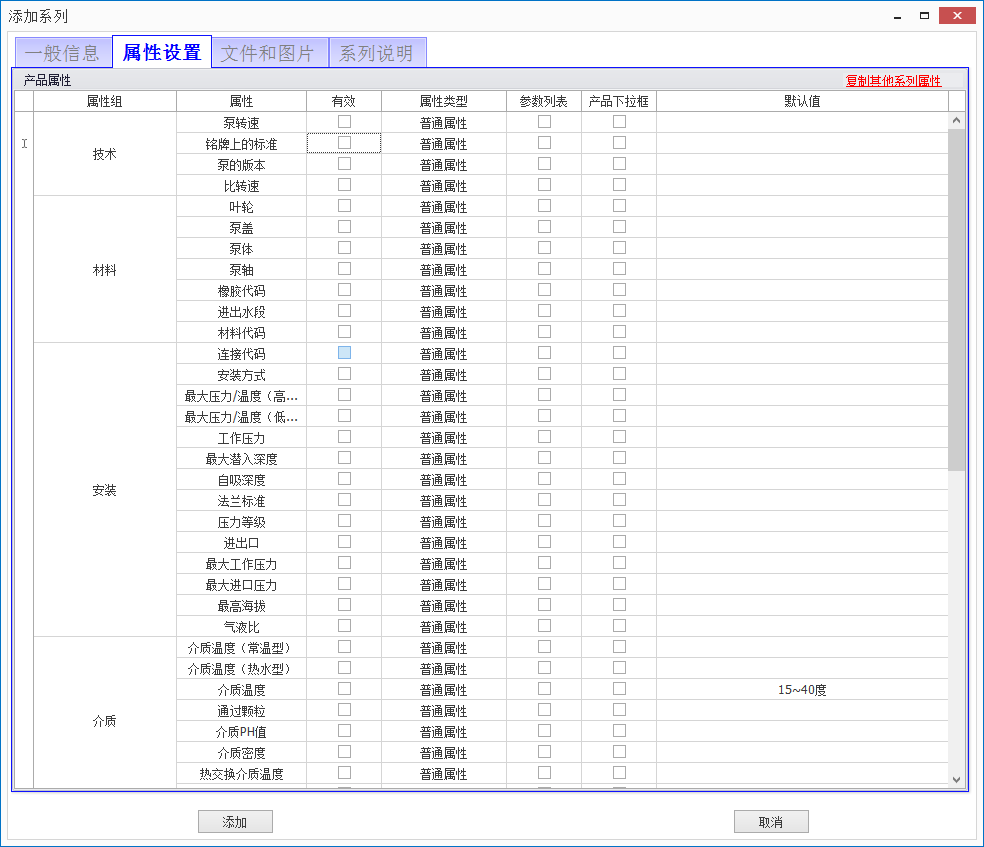 添加系列
一般信息 属性设置 文件和图片 系列说明
产品属性 复制其他系列属性
属性组 属性 有效 属性类型 参数列表 产品下拉框 默认值
技术 泵转速 普通属性
铭牌上的标准 普通属性
泵的版本 普通属性
比转速 普通属性
材料 叶轮 普通属性
泵盖 普通属性
泵体 普通属性
泵轴 普通属性
橡胶代码 普通属性
进出水段 普通属性
材料代码 普通属性
安装 连接代码 普通属性
安装方式 普通属性
最大压力/温度（高... 普通属性
最大压力/温度（低... 普通属性
工作压力 普通属性
最大潜入深度 普通属性
自吸深度 普通属性
法兰标准 普通属性
压力等级 普通属性
进出口 普通属性
最大工作压力 普通属性
最大进口压力 普通属性
最高海拔 普通属性
气液比 普通属性
介质 介质温度（常温型） 普通属性
介质温度（热水型） 普通属性
介质温度 普通属性 15~40度
通过颗粒 普通属性
介质PH值 普通属性
介质密度 普通属性
热交换介质温度 普通属性
添加 取消